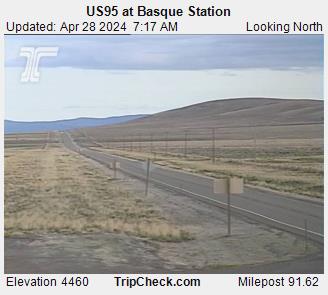 US95 at Basque Station
Updated: Apr 28 2024 7:17 AM Looking North
Elevation 4460 TripCheck.com Milepost 91.62